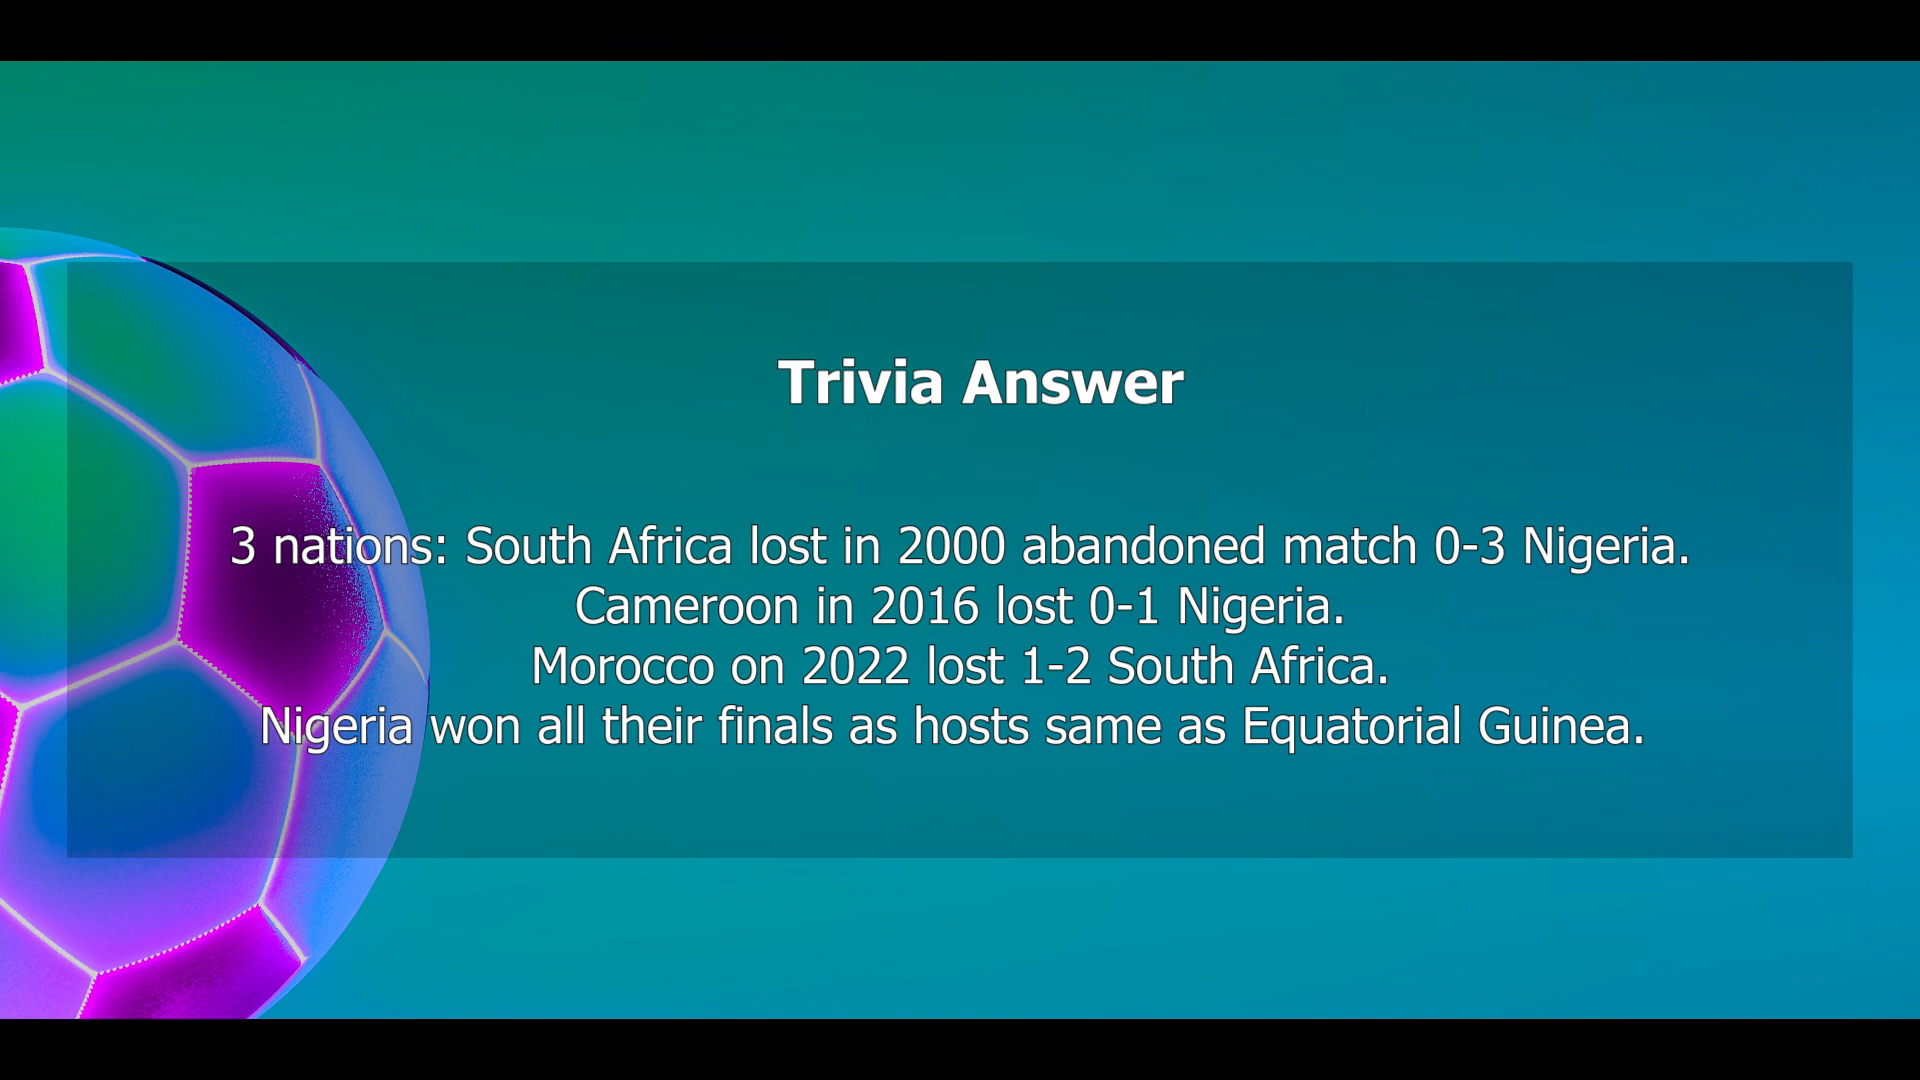 Trivia Answer
3 nations: South Africa lost in 2000 abandoned match 0-3 Nigeria.
Cameroon in 2016 lost 0-1 Nigeria.
Morocco on 2022 lost 1-2 South Africa.
Nigeria won all their finals as hosts same as Equatorial Guinea.